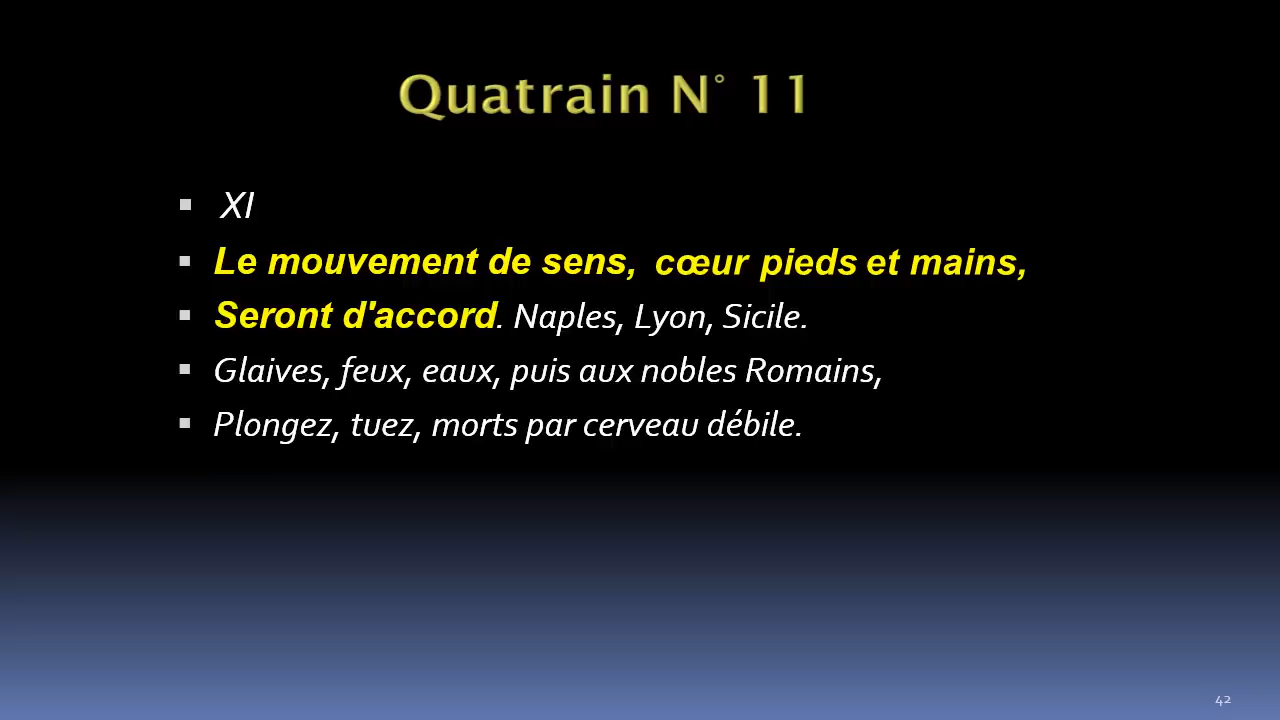 Quatrain N° 11
XI
Le mouvement de sens, cœur pieds et mains,
Seront d'accord. Naples, Lyon, Sicile.
Glaives, feux, eaux, puis aux nobles Romains,
Plongez, tuez, morts par cerveau débile.
42